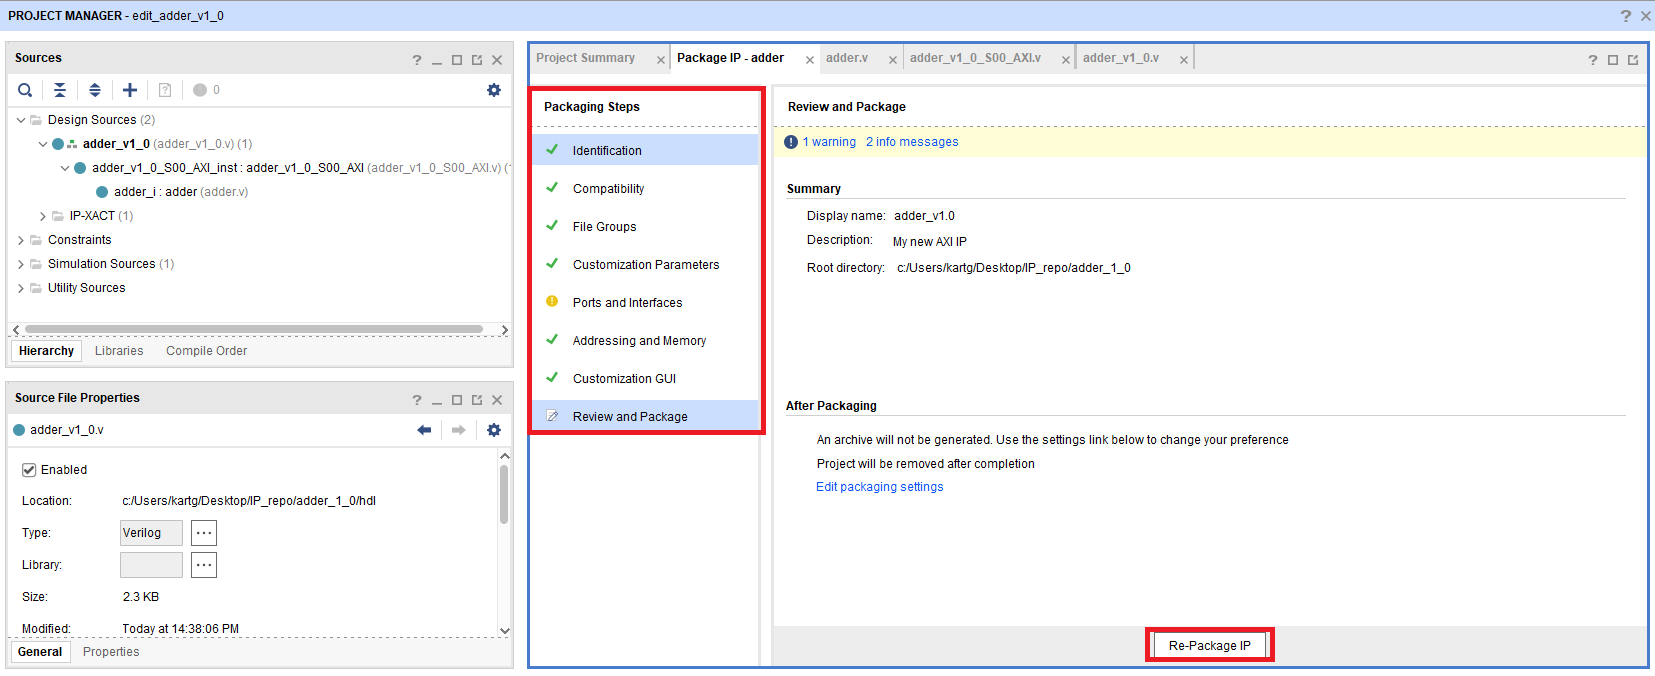 PROJECT MANAGER - edit_adder_v1_0
Sources
0
Design Sources (2)
adder_v1_0 (adder_v1_0.v) (1)
adder_v1_0_S00_AXI_inst : adder_v1_0_S00_AXI (adder_v1_0_S00_AXI.v) (1
adder_i : adder (adder.v)
IP-XACT (1)
Constraints
Simulation Sources (1)
Utility Sources
Hierarchy Libraries Compile Order
Source File Properties
adder_v1_0.v
Enabled
Location: c:/Users/kartg/Desktop/IP_repo/adder_1_0/hdl
Type: Verilog ...
Library: ...
Size: 2.3 KB
Modified: Today at 14:38:06 PM
General Properties
Project Summary Package IP - adder adder.v adder_v1_0_S00_AXI.v adder_v1_0.v
Packaging Steps
Identification
Compatibility
File Groups
Customization Parameters
Ports and Interfaces
Addressing and Memory
Customization GUI
Review and Package
Review and Package
1 warning 2 info messages
Summary
Display name: adder_v1.0
Description: My new AXI IP
Root directory: c:/Users/kartg/Desktop/IP_repo/adder_1_0
After Packaging
An archive will not be generated. Use the settings link below to change your preference
Project will be removed after completion
Edit packaging settings
Re-Package IP